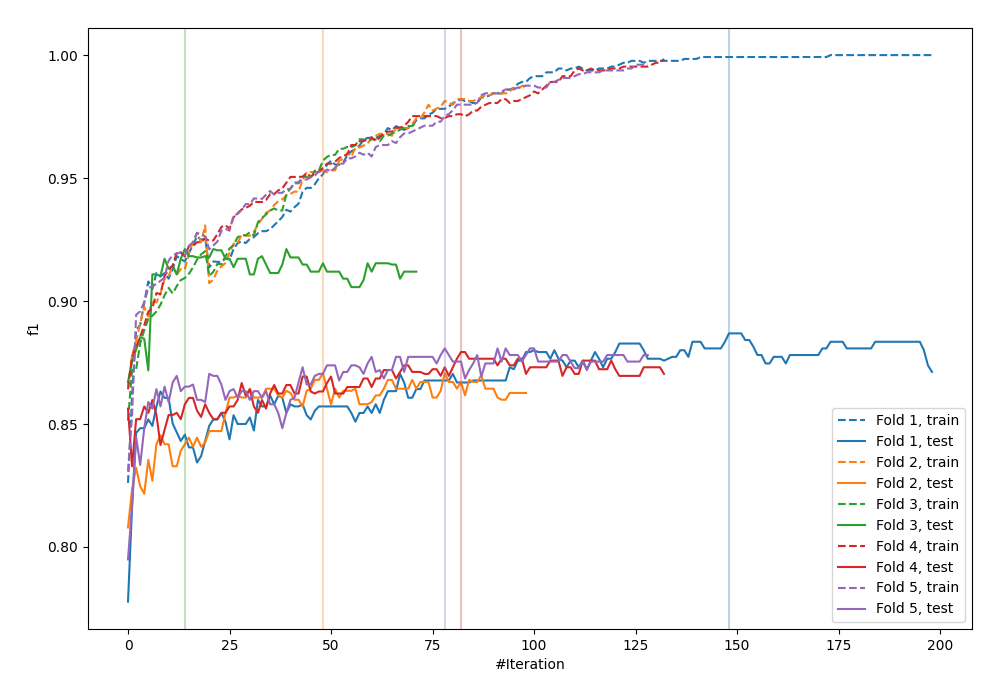 1.00
0.95
0.90
0.85
0.80
f1
0
25
50
75
100
125
150
175
200
#Iteration
Fold 1, train
Fold 1, test
Fold 2, train
Fold 2, test
Fold 3, train
Fold 3, test
Fold 4, train
Fold 4, test
Fold 5, train
Fold 5, test